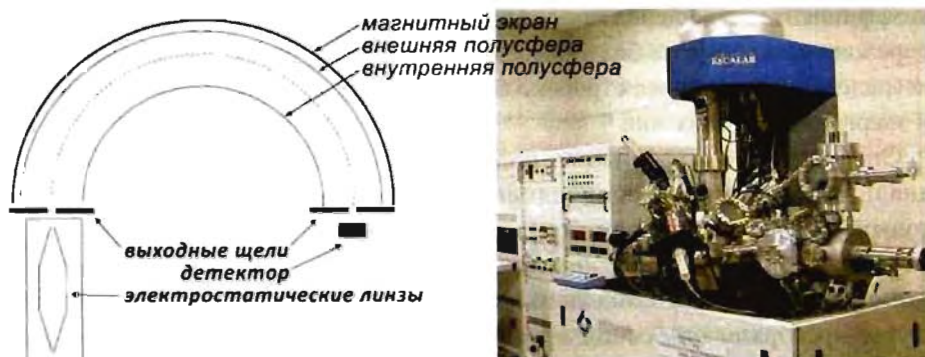 магнитный экран
внешняя полусфера
внутренняя полусфера
выходные щели
детектор
электростатические линзы
ESCALAB